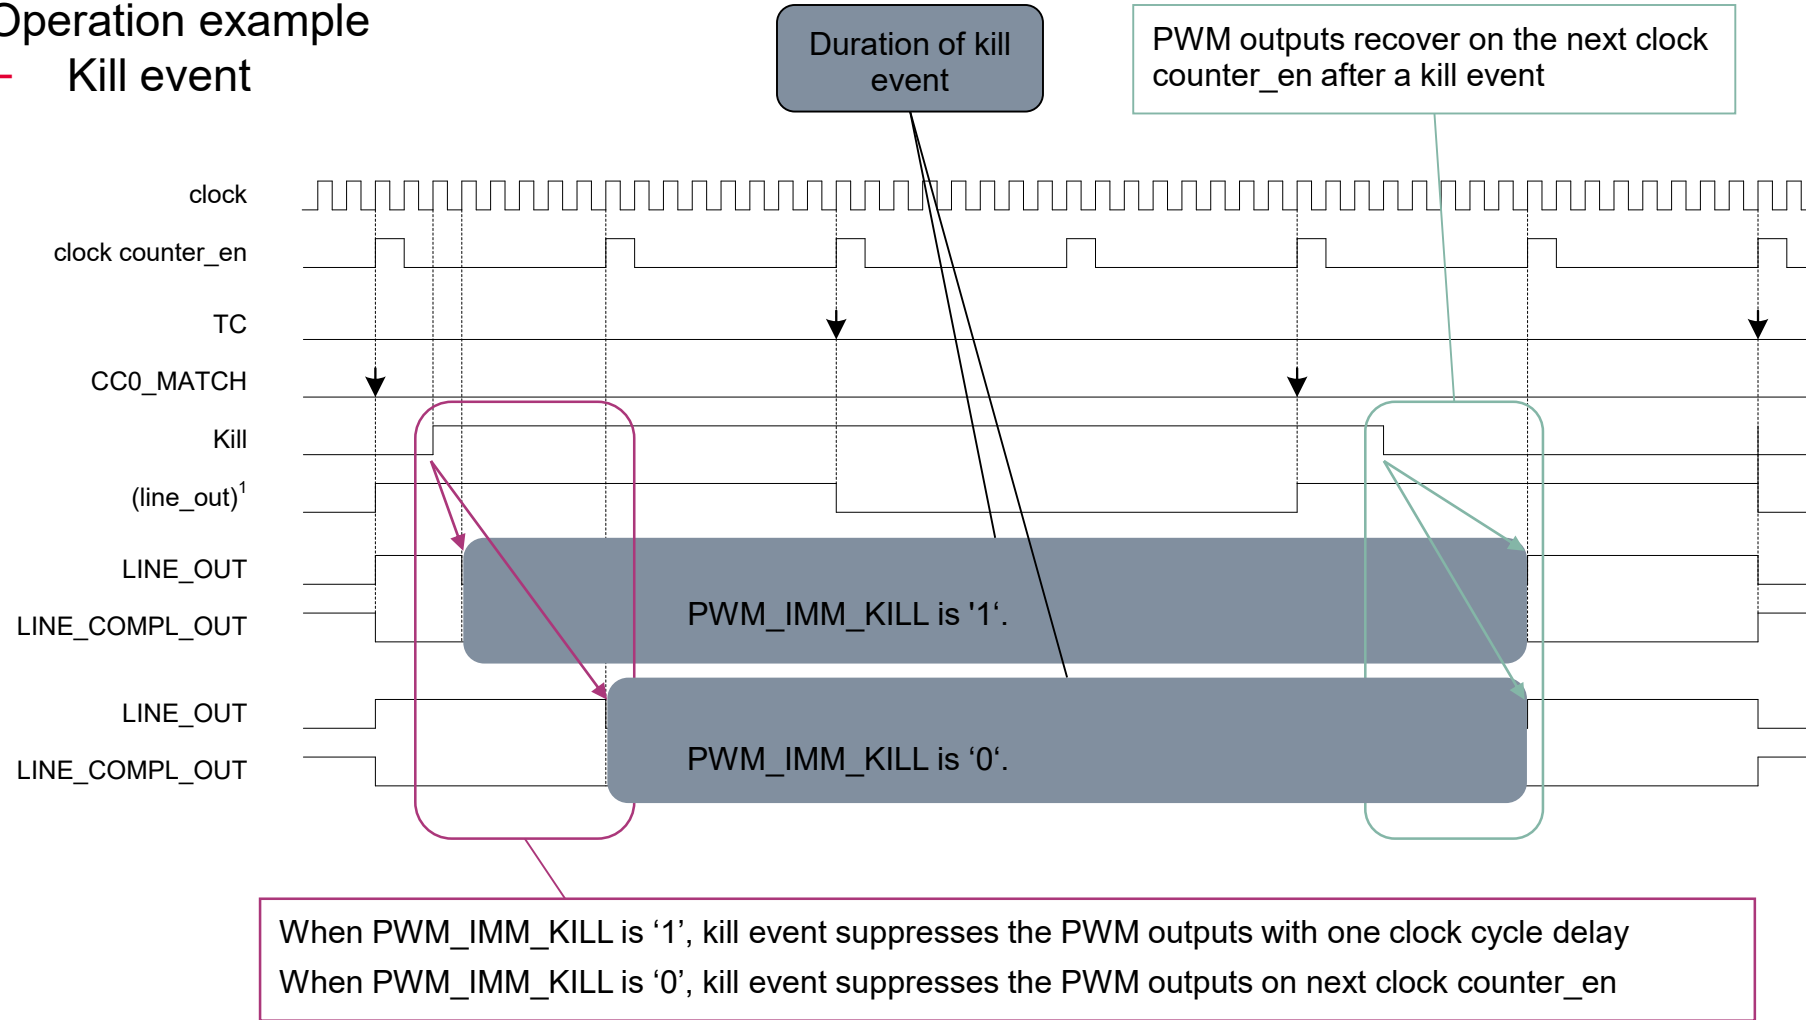 Operation example
– Kill event
Duration of kill
event
PWM outputs recover on the next clock
counter_en after a kill event
clock
clock counter_en
TC
CC0_MATCH
Kill
(line_out)1
LINE_OUT
PWM_IMM_KILL is '1‘.
LINE_COMPL_OUT
LINE_OUT
PWM_IMM_KILL is ‘0‘.
LINE_COMPL_OUT
When PWM_IMM_KILL is ‘1’, kill event suppresses the PWM outputs with one clock cycle delay
When PWM_IMM_KILL is ‘0’, kill event suppresses the PWM outputs on next clock counter_en